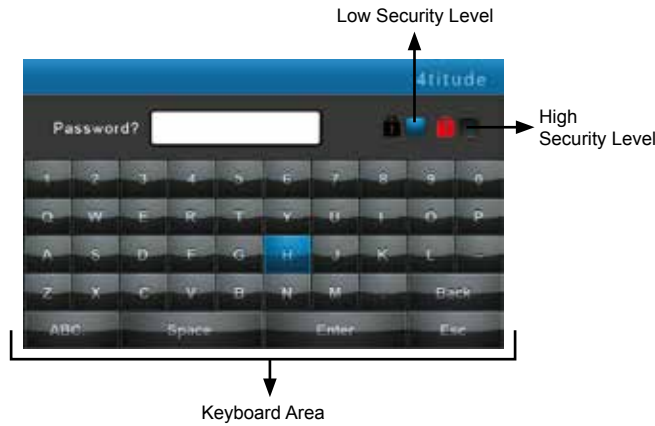 Low Security Level
4titude
Password?
High
Security Level
1 2 3 4 5 6 7 8 9 0
Q W E R T Y U I O P
A S D F G H J K L -
Z X C V B N M . Back
ABC Space Enter Esc
Keyboard Area